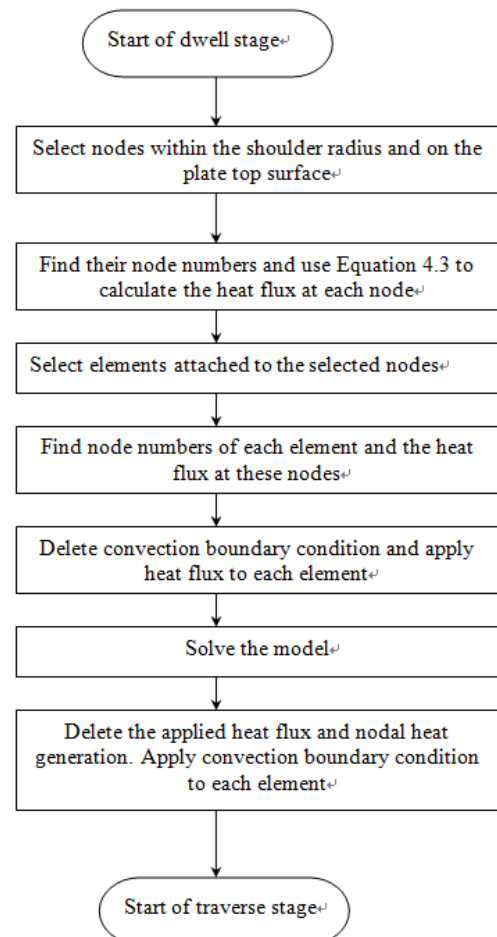 Start of dwell stage↵
Select nodes within the shoulder radius and on the
plate top surface↵
Find their node numbers and use Equation 4.3 to
calculate the heat flux at each node↵
Select elements attached to the selected nodes↵
Find node numbers of each element and the heat
flux at these nodes↵
Delete convection boundary condition and apply
heat flux to each element↵
Solve the model↵
Delete the applied heat flux and nodal heat
generation. Apply convection boundary condition
to each element↵
Start of traverse stage↵